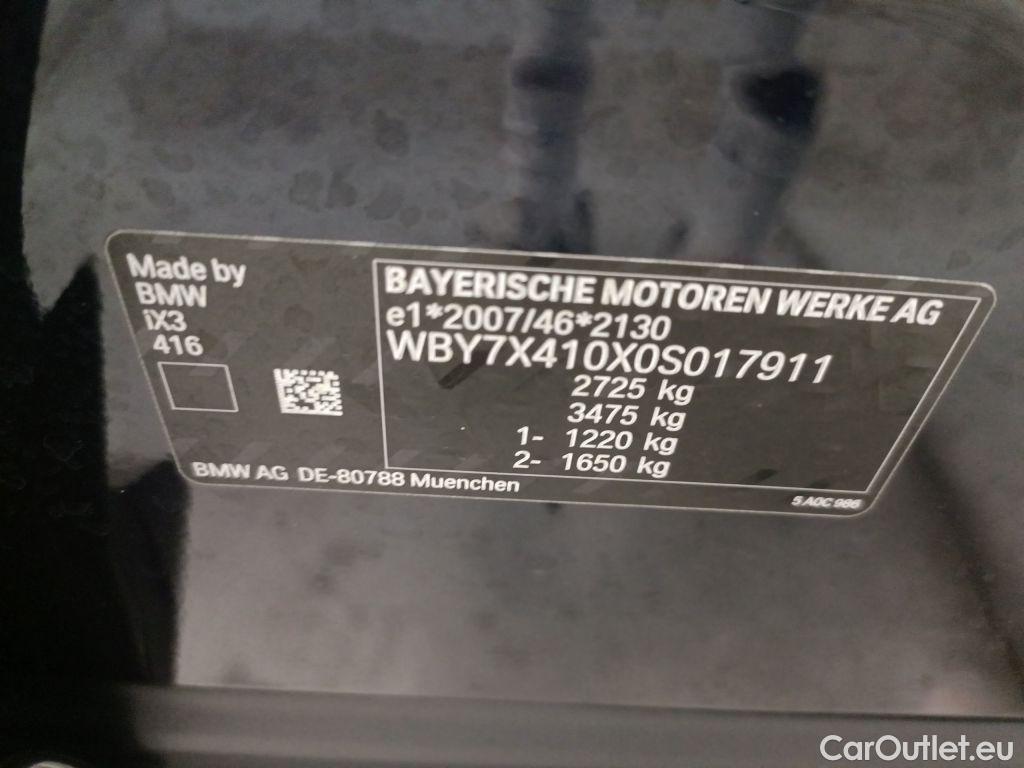 Made by
BMW
iX3
416
BAYERISCHE MOTOREN WERKE AG
e1*2007/46*2130
WBY7X410X0S017911
2725 kg
3475 kg
1- 1220 kg
2- 1650 kg
BMW AG DE-80788 Muenchen
5 A0C 986
CarOutlet.eu